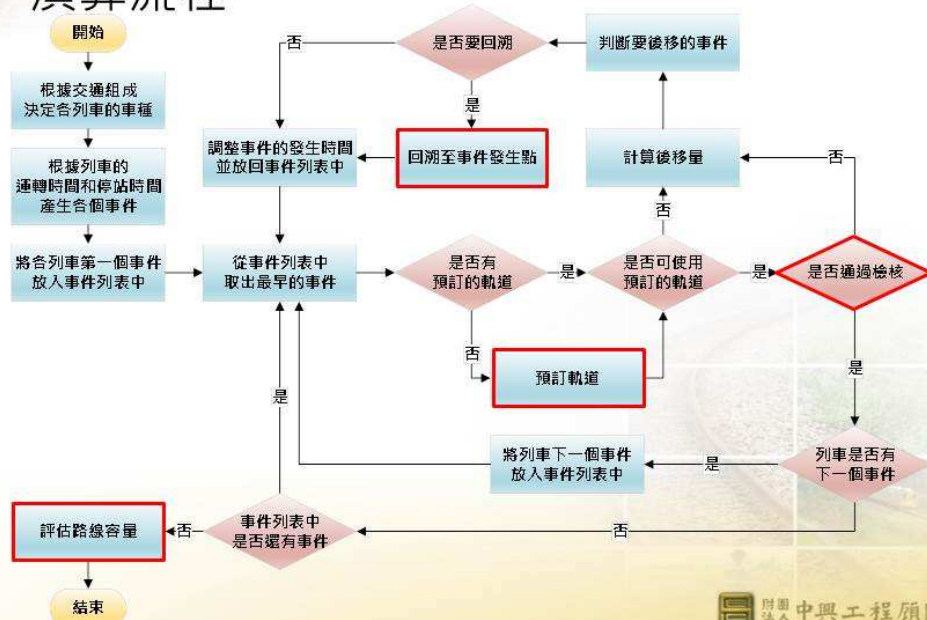 演算流程
開始
是否要回溯
否
判斷要後移的事件
根據交通組成
決定各列車的車種
是
調整事件的發生時間
並放回事件列表中
回溯至事件發生點
計算後移量
否
根據列車的
運轉時間和停站時間
產生各個事件
否
將各列車第一個事件
放入事件列表中
從事件列表中
取出最早的事件
是否有
預訂的軌道
是
是否可使用
預訂的軌道
是
是否通過檢核
否
預訂軌道
是
是
將列車下一個事件
放入事件列表中
是
列車是否有
下一個事件
評估路線容量
否
事件列表中
是否還有事件
否
結束
財團
法人
中興工程顧